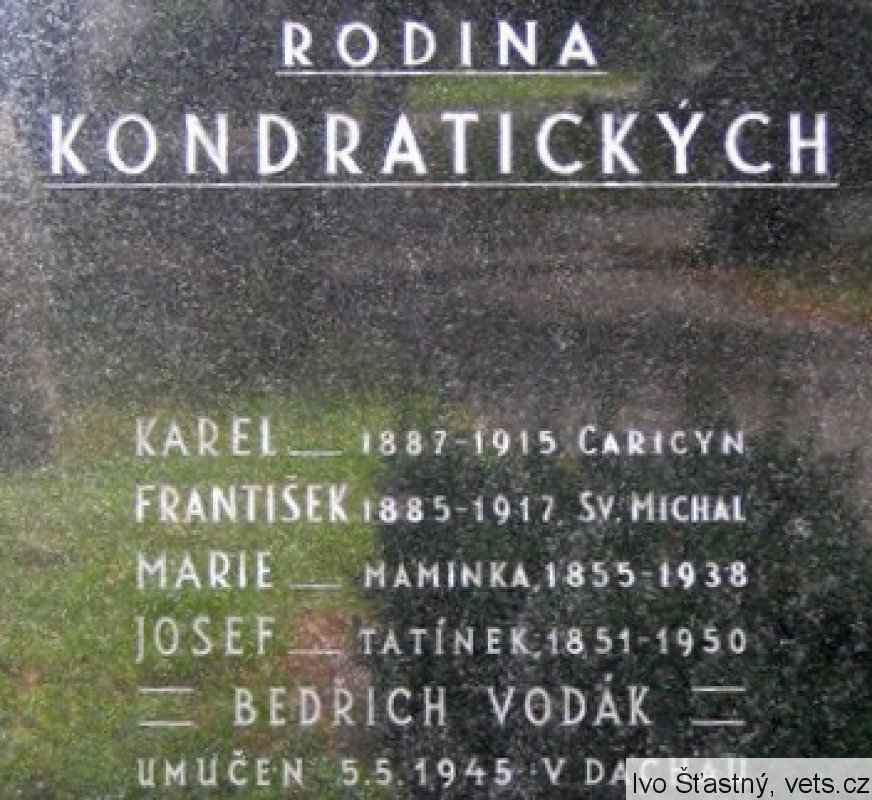 RODINA
KONDRATICKÝCH
KAREL 1887-1915, CARICYN
FRANTIŠEK 1885-1917, SV. MICHAL
MARIE MAMINKA, 1855-1938
JOSEF TATÍNEK, 1851-1950
BEDŘICH VODÁK
UMUČEN 5.5.1945 V
Ivo Šťastný, vets.cz